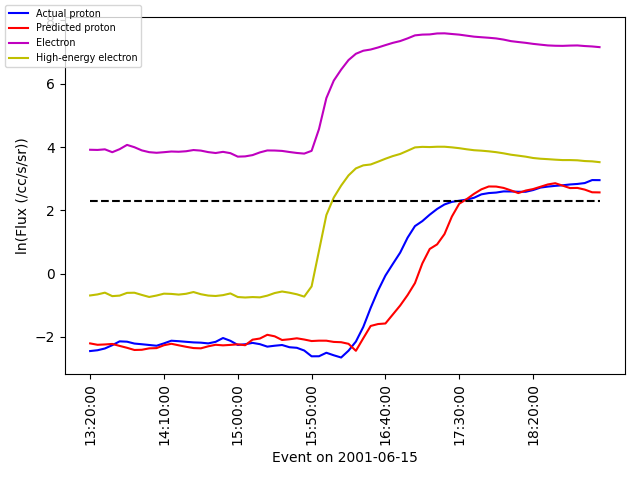 Actual proton
Predicted proton
Electron
High-energy electron
ln(Flux (/cc/s/sr))
6
4
2
0
−2
13:20:00
14:10:00
15:00:00
15:50:00
16:40:00
17:30:00
18:20:00
Event on 2001-06-15